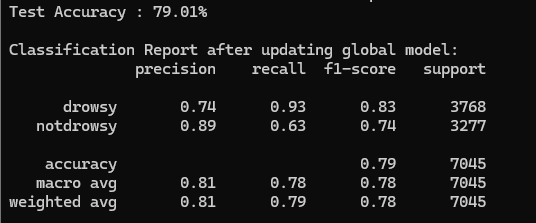 Test Accuracy : 79.01%
Classification Report after updating global model:
precision recall f1-score support
drowsy 0.74 0.93 0.83 3768
notdrowsy 0.89 0.63 0.74 3277
accuracy 0.79 7045
macro avg 0.81 0.78 0.78 7045
weighted avg 0.81 0.79 0.78 7045